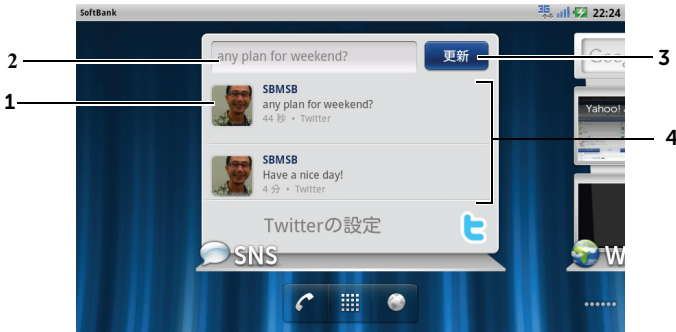 SoftBank
3G
22:24
2
any plan for weekend?
更新
3
Goo
1
SBMSB
any plan for weekend?
44 秒 • Twitter
Yahoo!
4
SBMSB
Have a nice day!
4 分 • Twitter
Twitterの設定
SNS
W